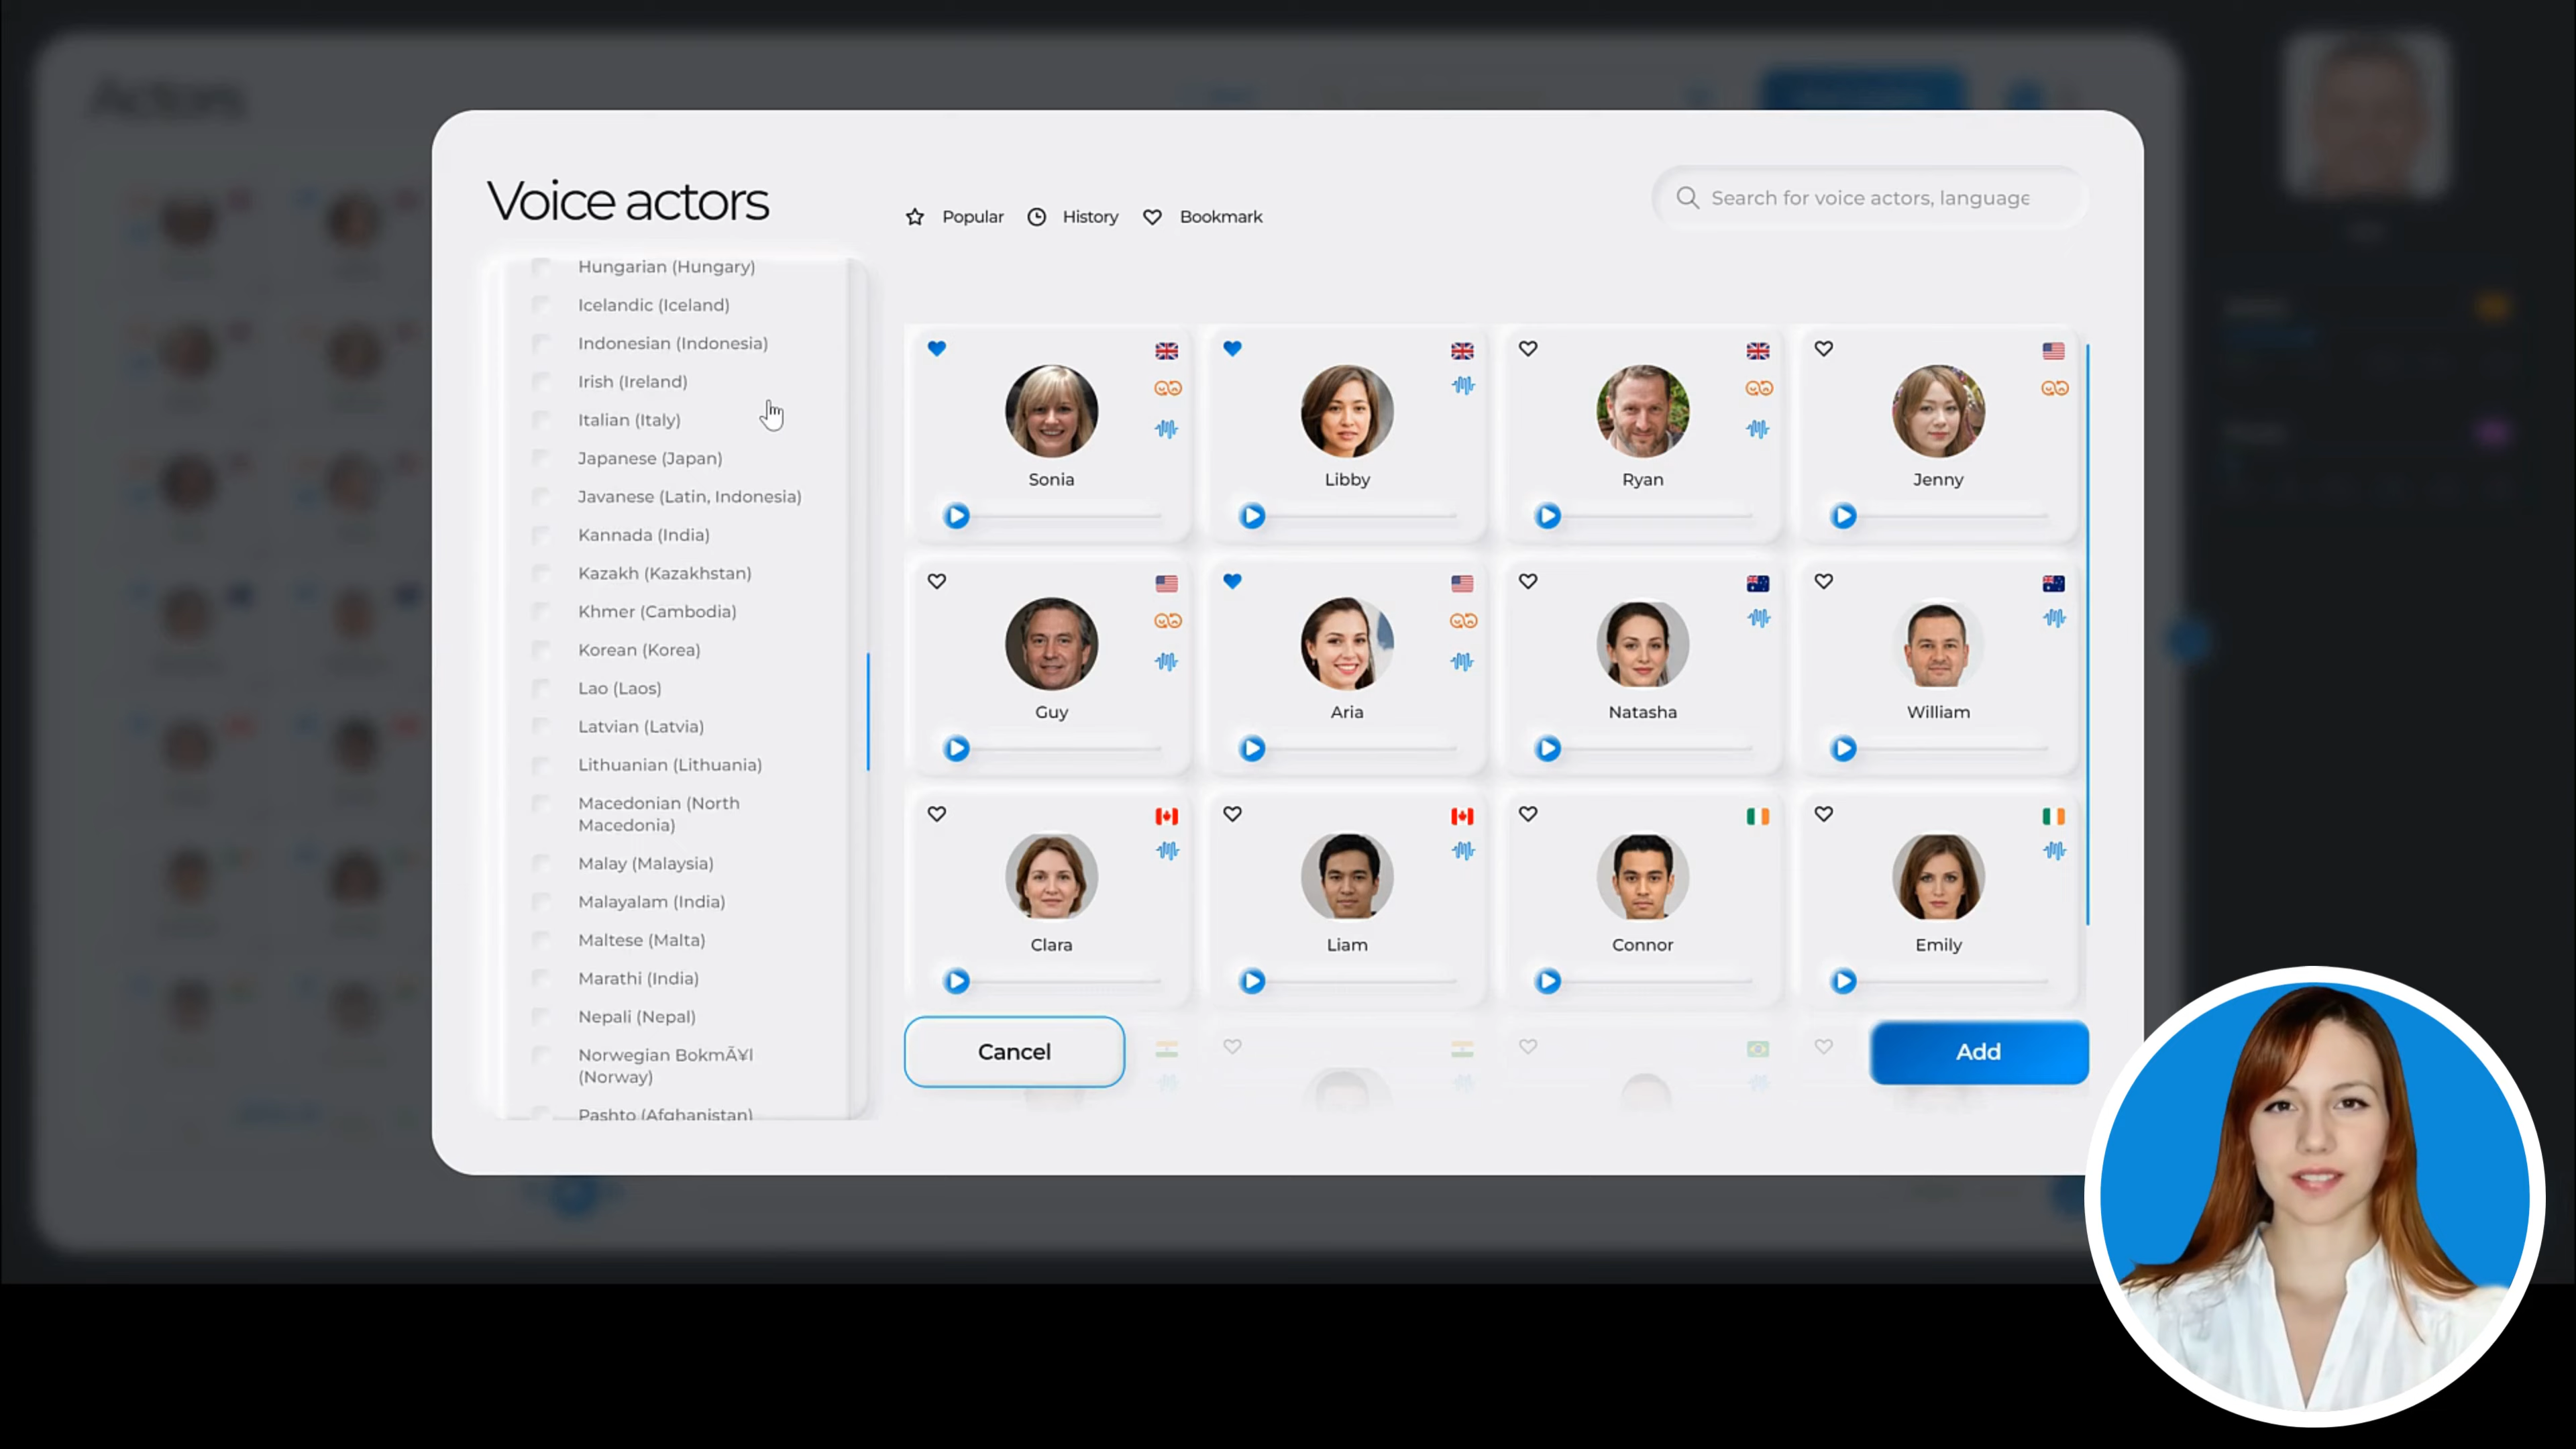 Actors
Voice actors
Popular
History
Bookmark
Search for voice actors, language
Hungarian (Hungary)
Icelandic (Iceland)
Indonesian (Indonesia)
Irish (Ireland)
Italian (Italy)
Japanese (Japan)
Javanese (Latin, Indonesia)
Kannada (India)
Kazakh (Kazakhstan)
Khmer (Cambodia)
Korean (Korea)
Lao (Laos)
Latvian (Latvia)
Lithuanian (Lithuania)
Macedonian (North
Macedonia)
Malay (Malaysia)
Malayalam (India)
Maltese (Malta)
Marathi (India)
Nepali (Nepal)
Norwegian BokmÃ¥l
(Norway)
Pashto (Afghanistan)
Sonia
Libby
Ryan
Jenny
Guy
Aria
Natasha
William
Clara
Liam
Connor
Emily
Cancel
Add